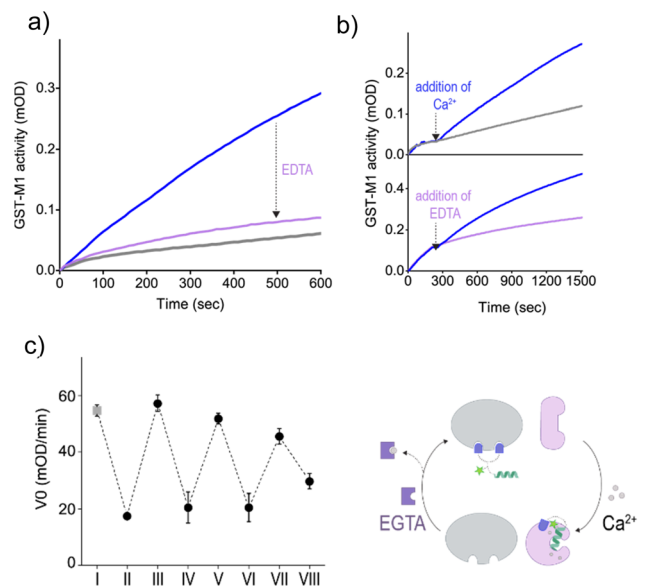 a)
GST-M1 activity (mOD)
0.3
0.2
0.1
0.0
EDTA
0 100 200 300 400 500 600
Time (sec)
b)
GST-M1 activity (mOD)
0.2
0.1
0.0
addition of
Ca²⁺
0.4
0.2
0.0
addition of
EDTA
0 300 600 900 1200 1500
Time (sec)
c)
V0 (mOD/min)
60
40
20
0
I II III IV V VI VII VIII
EGTA
Ca²⁺